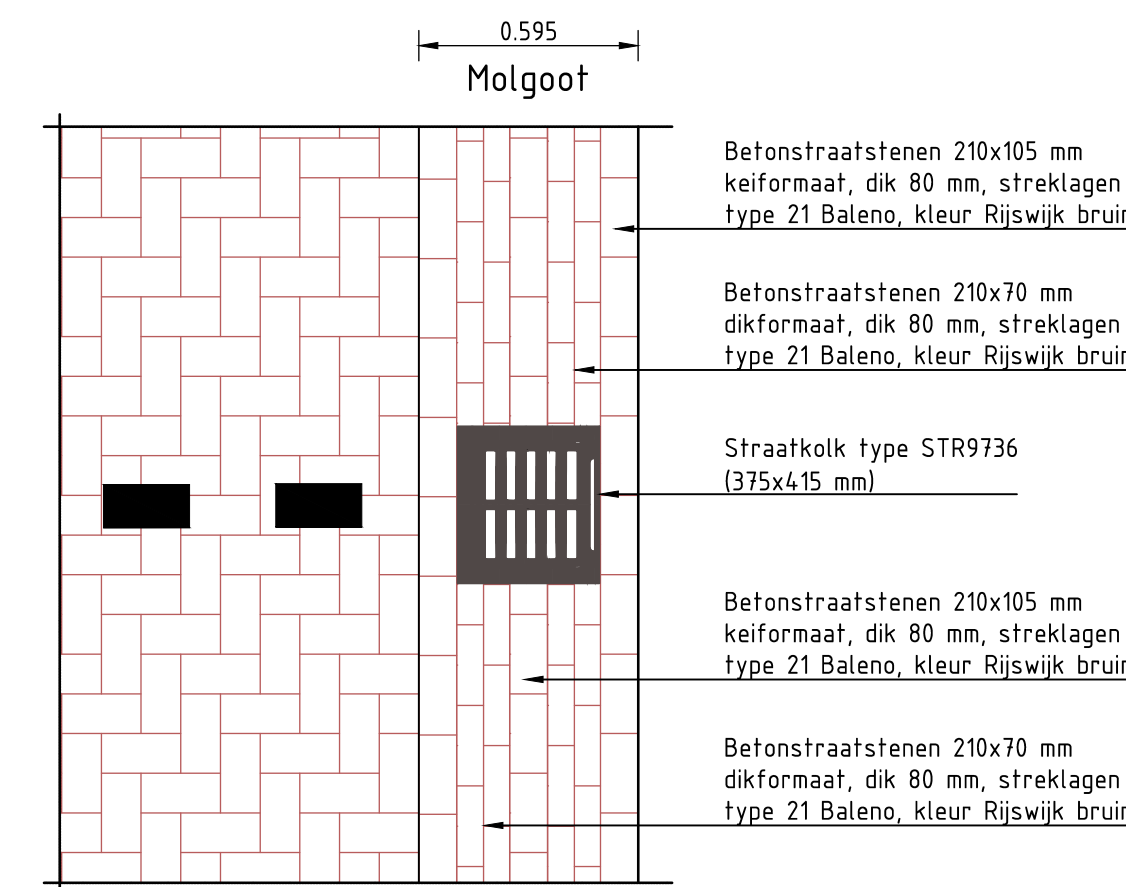 0.595
Molgoot
Betonstraatstenen 210x105 mm
keiformaat, dik 80 mm, streklagen
type 21 Baleno, kleur Rijswijk
Betonstraatstenen 210x70 mm
dikformaat, dik 80 mm, streklagen
type 21 Baleno, kleur Rijswijk
Straatkolk type STR9736
(375x415 mm)
Betonstraatstenen 210x105 mm
keiformaat, dik 80 mm, streklagen
type 21 Baleno, kleur Rijswijk
Betonstraatstenen 210x70 mm
dikformaat, dik 80 mm, streklagen
type 21 Baleno, kleur Rijswijk